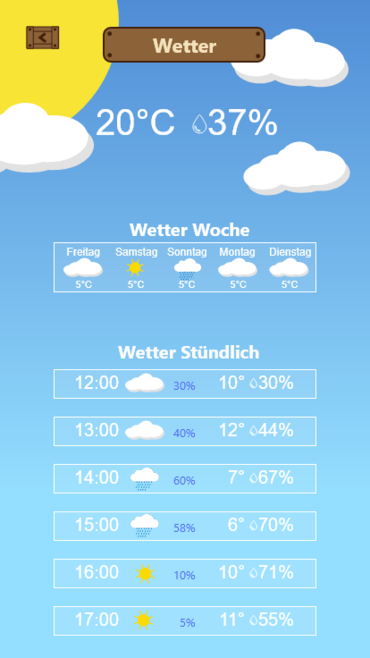 Wetter
20°C 37%
Wetter Woche
Freitag Samstag Sonntag Montag Dienstag
5°C 5°C 5°C 5°C 5°C
Wetter Stündlich
12:00 30% 10° 30%
13:00 40% 12° 44%
14:00 60% 7° 67%
15:00 58% 6° 70%
16:00 10% 10° 71%
17:00 5% 11° 55%